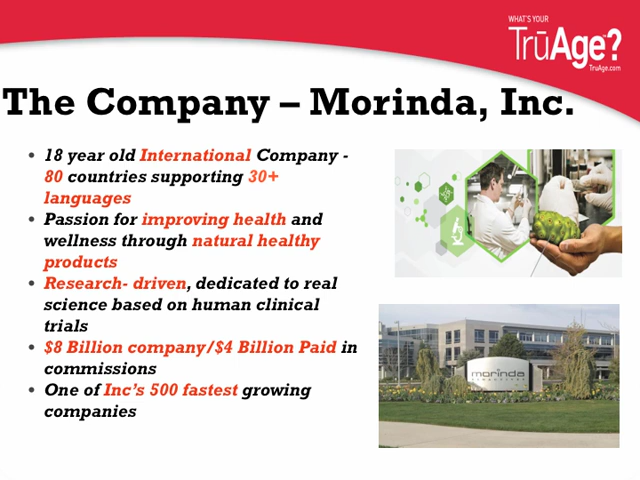 WHAT'S YOUR
TrūAge?
TruAge.com
The Company – Morinda, Inc.
• 18 year old International Company -
80 countries supporting 30+
languages
• Passion for improving health and
wellness through natural healthy
products
• Research- driven, dedicated to real
science based on human clinical
trials
• $8 Billion company/$4 Billion Paid in
commissions
• One of Inc's 500 fastest growing
companies
morinda